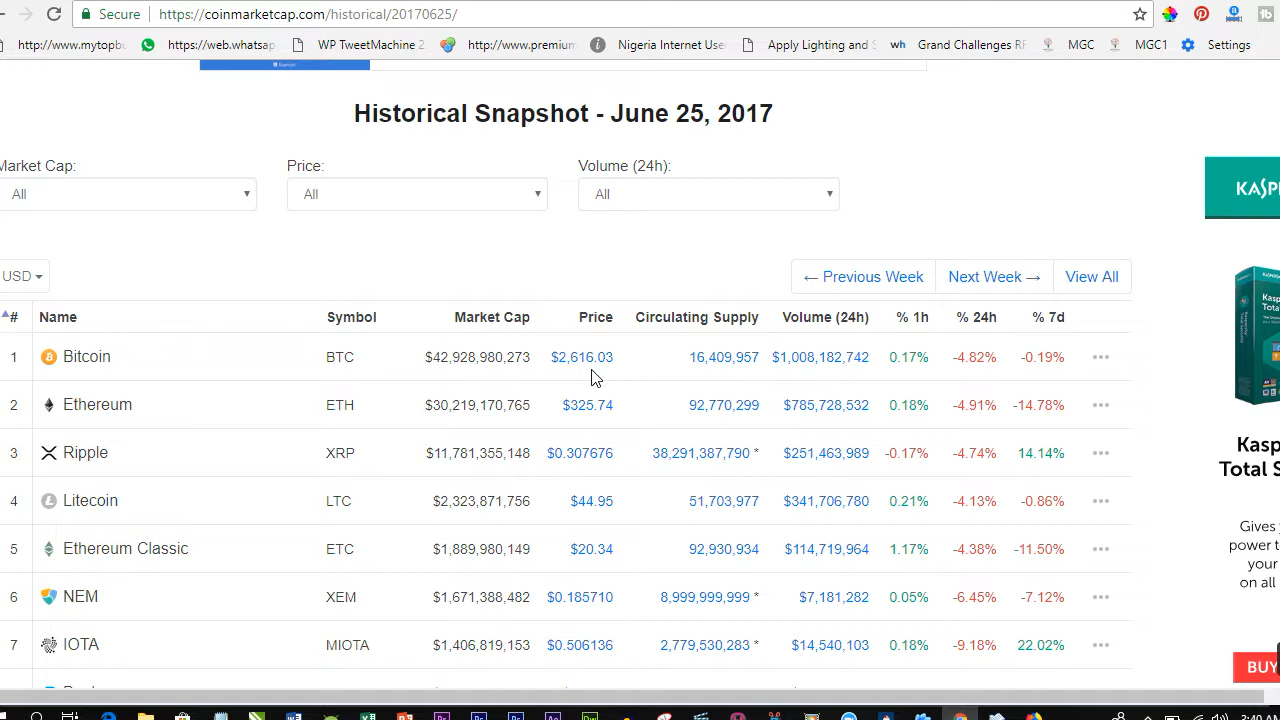 Secure https://coinmarketcap.com/historical/20170625/
http://www.mytopbu https://web.whatsap WP TweetMachine 2 http://www.premium Nigeria Internet Use Apply Lighting and S wh Grand Challenges RF MGC MGC1 Settings
Historical Snapshot - June 25, 2017
Market Cap: Price: Volume (24h):
All All All
USD ← Previous Week Next Week → View All
# Name Symbol Market Cap Price Circulating Supply Volume (24h) % 1h % 24h % 7d
1 Bitcoin BTC $42,928,980,273 $2,616.03 16,409,957 $1,008,182,742 0.17% -4.82% -0.19%
2 Ethereum ETH $30,219,170,765 $325.74 92,770,299 $785,728,532 0.18% -4.91% -14.78%
3 Ripple XRP $11,781,355,148 $0.307676 38,291,387,790 * $251,463,989 -0.17% -4.74% 14.14%
4 Litecoin LTC $2,323,871,756 $44.95 51,703,977 $341,706,780 0.21% -4.13% -0.86%
5 Ethereum Classic ETC $1,889,980,149 $20.34 92,930,934 $114,719,964 1.17% -4.38% -11.50%
6 NEM XEM $1,671,388,482 $0.185710 8,999,999,999 * $7,181,282 0.05% -6.45% -7.12%
7 IOTA MIOTA $1,406,819,153 $0.506136 2,779,530,283 * $14,540,103 0.18% -9.18% 22.02%
KASPE
Kasp
Total S
Gives
power t
your
on all
BUY